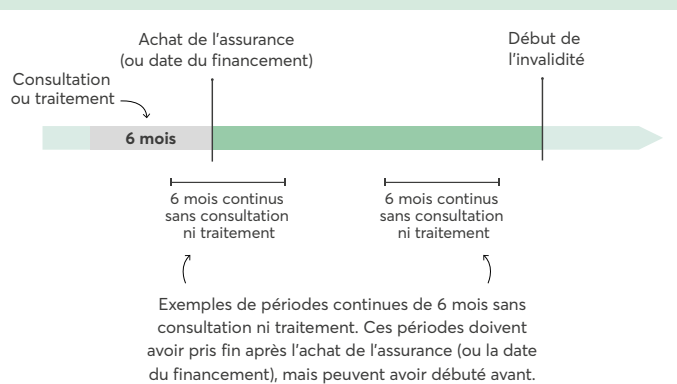 Achat de l'assurance
(ou date du financement)
Début de
l'invalidité
Consultation
ou traitement
6 mois
6 mois continus
sans consultation
ni traitement
6 mois continus
sans consultation
ni traitement
Exemples de périodes continues de 6 mois sans
consultation ni traitement. Ces périodes doivent
avoir pris fin après l'achat de l'assurance (ou la date
du financement), mais peuvent avoir débuté avant.